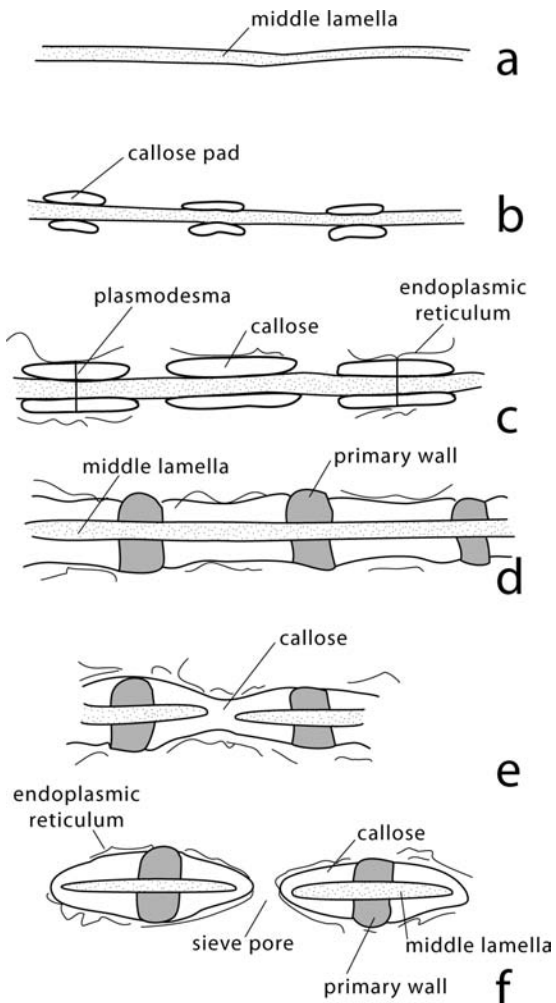 middle lamella
a
callose pad
b
plasmodesma
callose
endoplasmic
reticulum
c
middle lamella
primary wall
d
callose
e
endoplasmic
reticulum
callose
sieve pore
middle lamella
primary wall
f